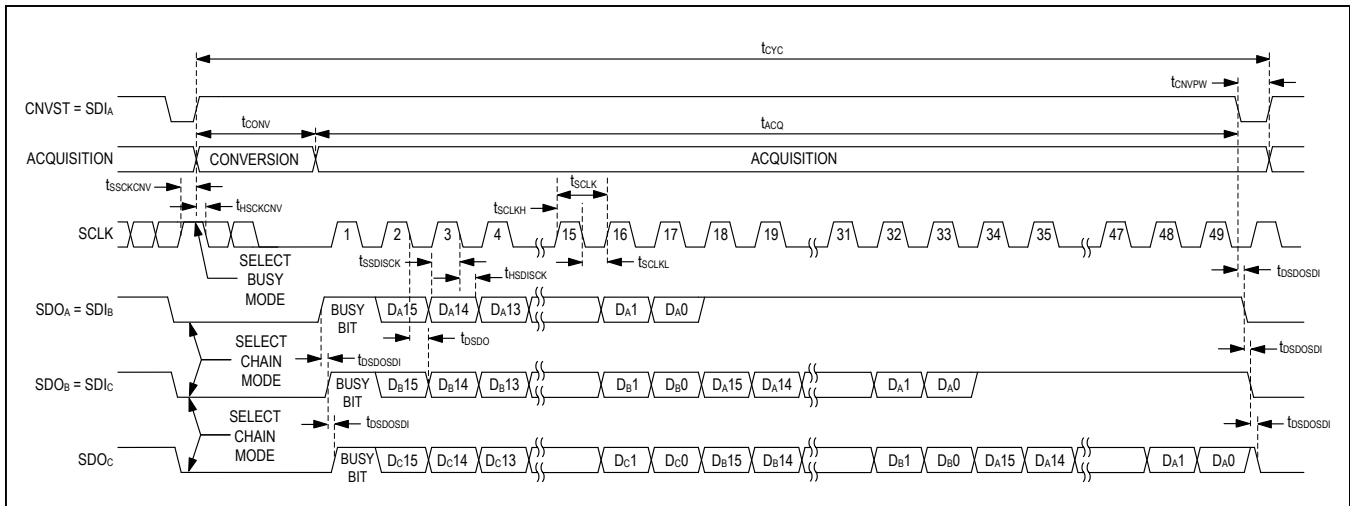 tCYC
tCNVPW
CNVST = SDIA
tCONV
tACQ
ACQUISITION
CONVERSION
ACQUISITION
tSSCKCNV
tHSCKCNV
tSCLK
tSCLKH
SCLK
1 2 3 4 15 16 17 18 19 31 32 33 34 35 47 48 49
SELECT
BUSY
MODE
tSSDISCK
tHSDISCK
tSCLKL
tDSDOSDI
SDOA = SDIB
BUSY
BIT
DA15 DA14 DA13 DA1 DA0
SELECT
CHAIN
MODE
tDSDO
tDSDOSDI
tDSDOSDI
SDOB = SDIC
BUSY
BIT
DB15 DB14 DB13 DB1 DB0 DA15 DA14 DA1 DA0
SELECT
CHAIN
MODE
tDSDOSDI
tDSDOSDI
SDOC
BUSY
BIT
DC15 DC14 DC13 DC1 DC0 DB15 DB14 DB1 DB0 DA15 DA14 DA1 DA0